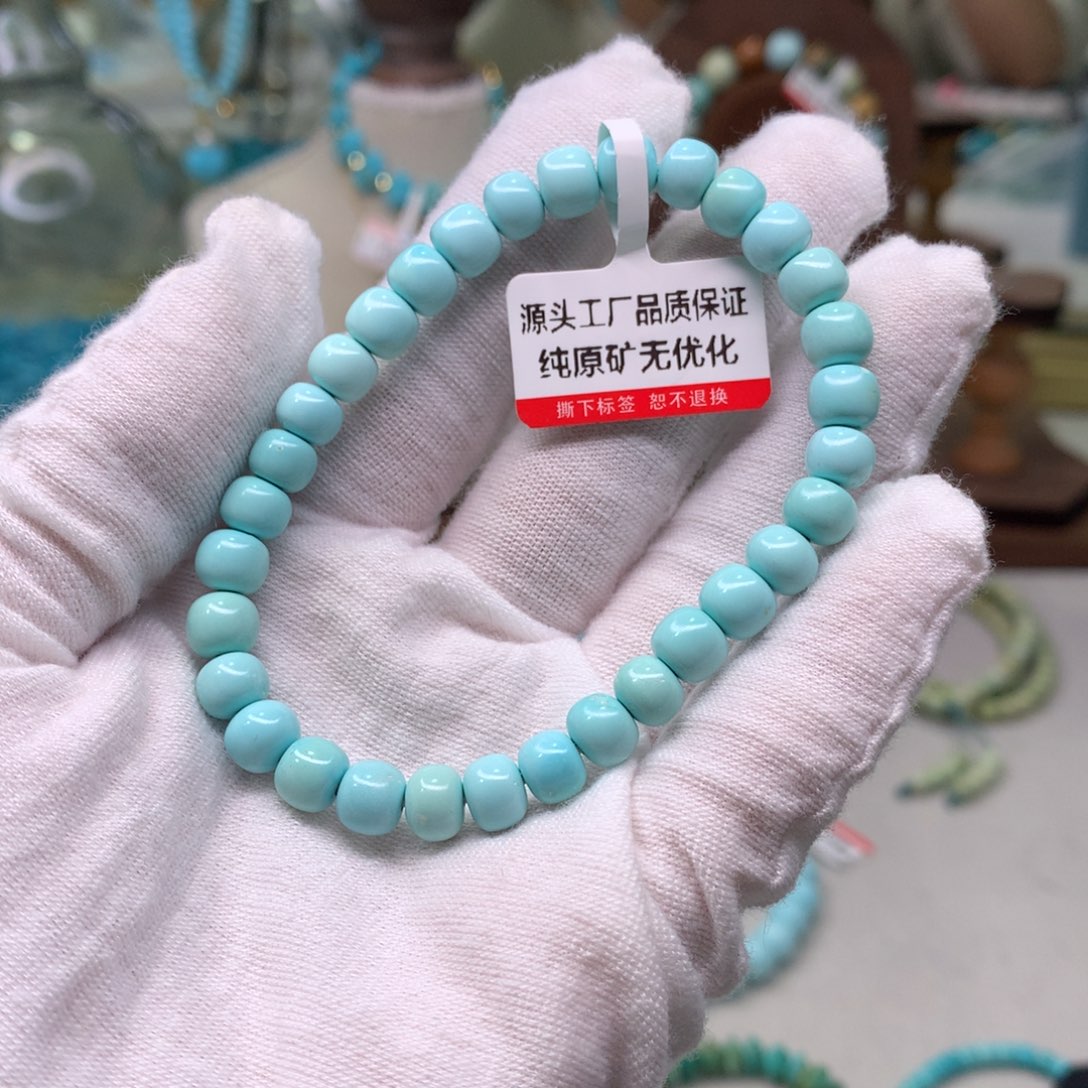 源头工厂品质保证
纯原矿无优化
撕下标签 恕不退换